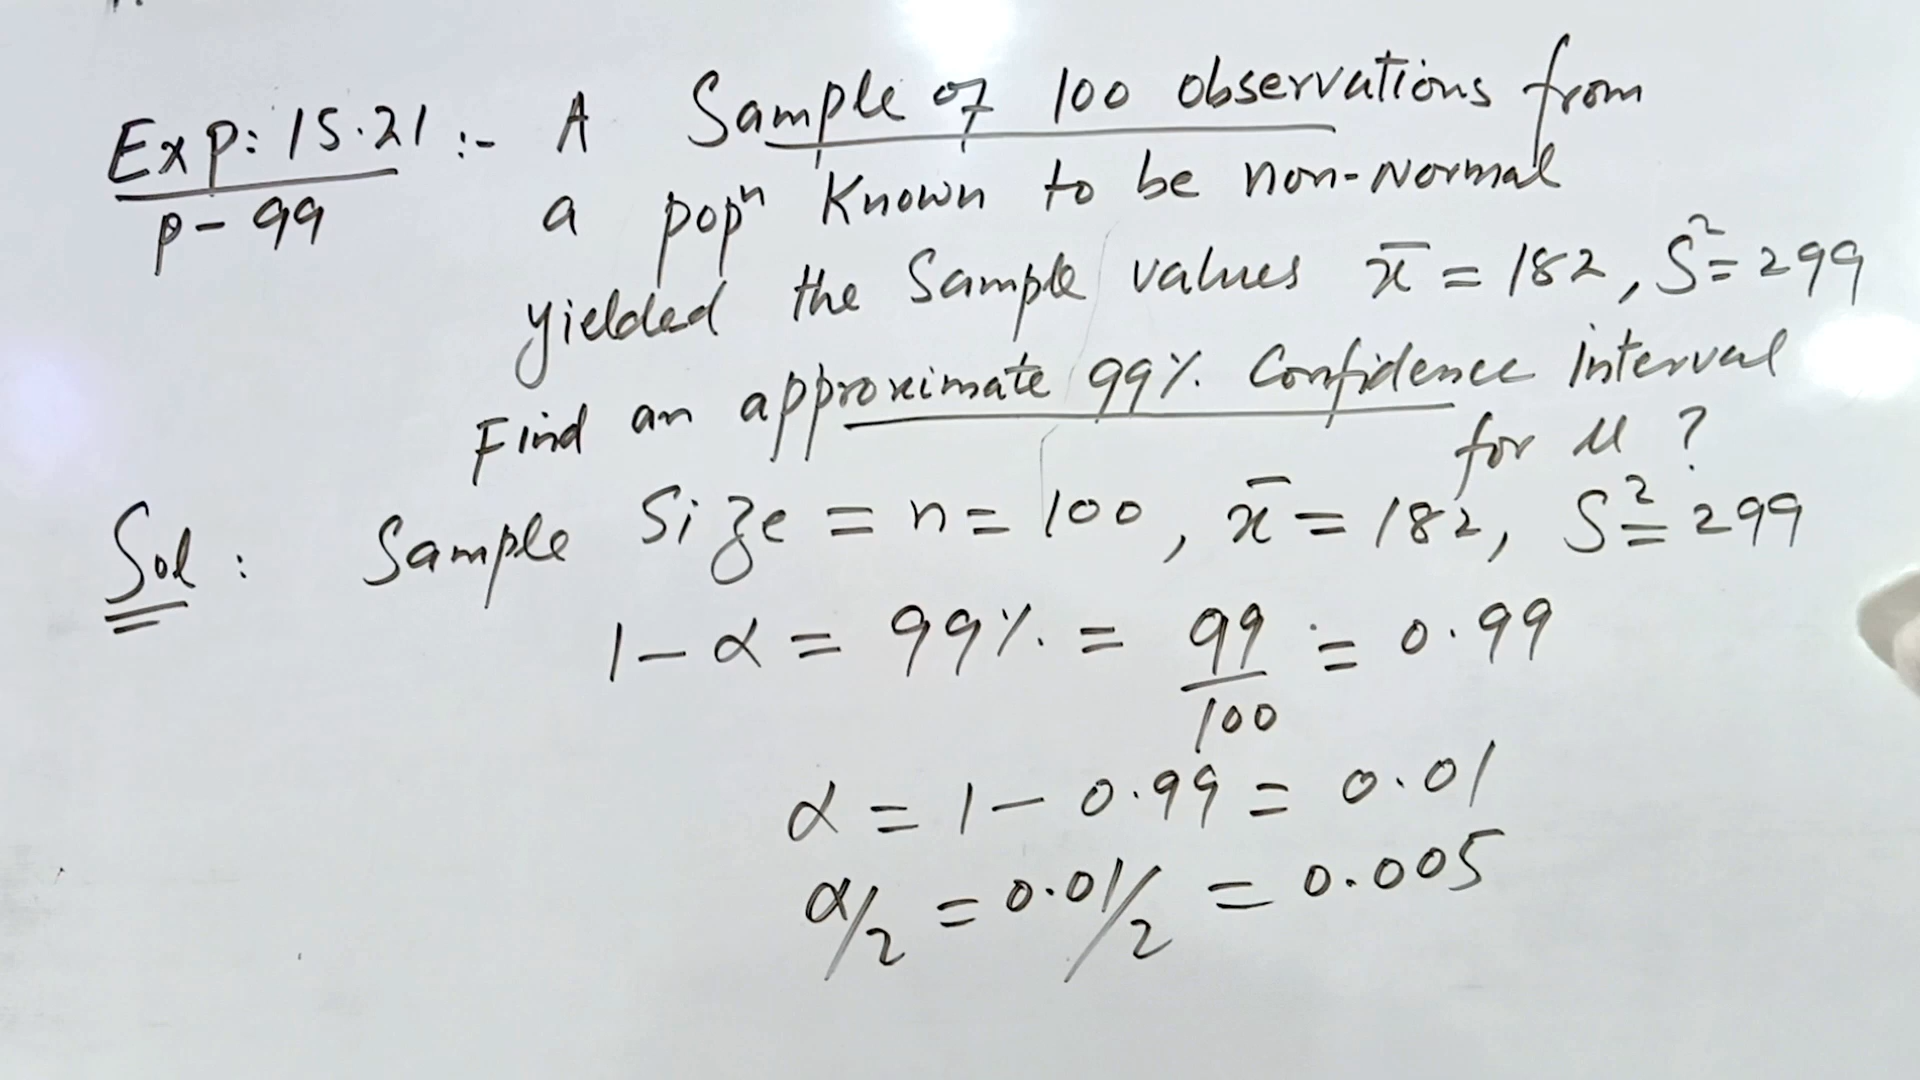 Exp: 15.21 :- A Sample of 100 observations from
p-99 a popⁿ Known to be non-Normal
yielded the Sample values x̄ = 182, S² = 299
Find an approximate 99% Confidence interval
for μ ?
Sol : Sample Size = n = 100, x̄ = 182, S² = 299
1 - α = 99% = 99/100 = 0.99
α = 1 - 0.99 = 0.01
α/2 = 0.01/2 = 0.005